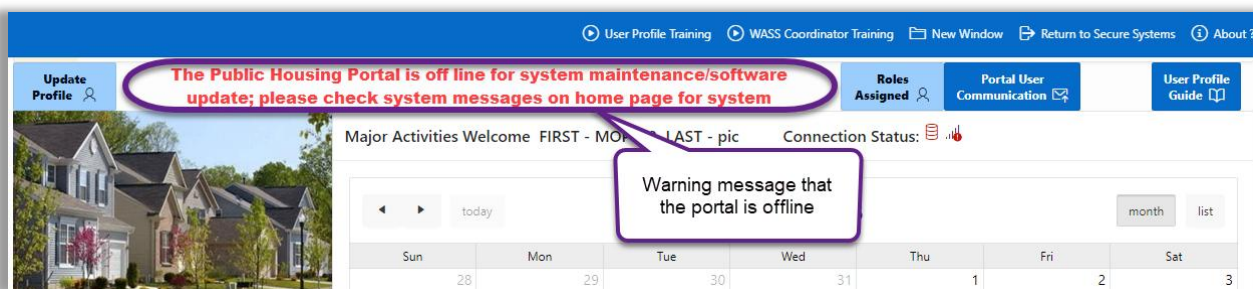 User Profile Training WASS Coordinator Training New Window Return to Secure Systems About ?
Update
Profile
The Public Housing Portal is off line for system maintenance/software
update; please check system messages on home page for system
Roles
Assigned
Portal User
Communication
User Profile
Guide
Major Activities Welcome FIRST - LAST - pic Connection Status:
Warning message that
the portal is offline
today
month list
Sun Mon Tue Wed Thu Fri Sat
28 29 30 31 1 2 3